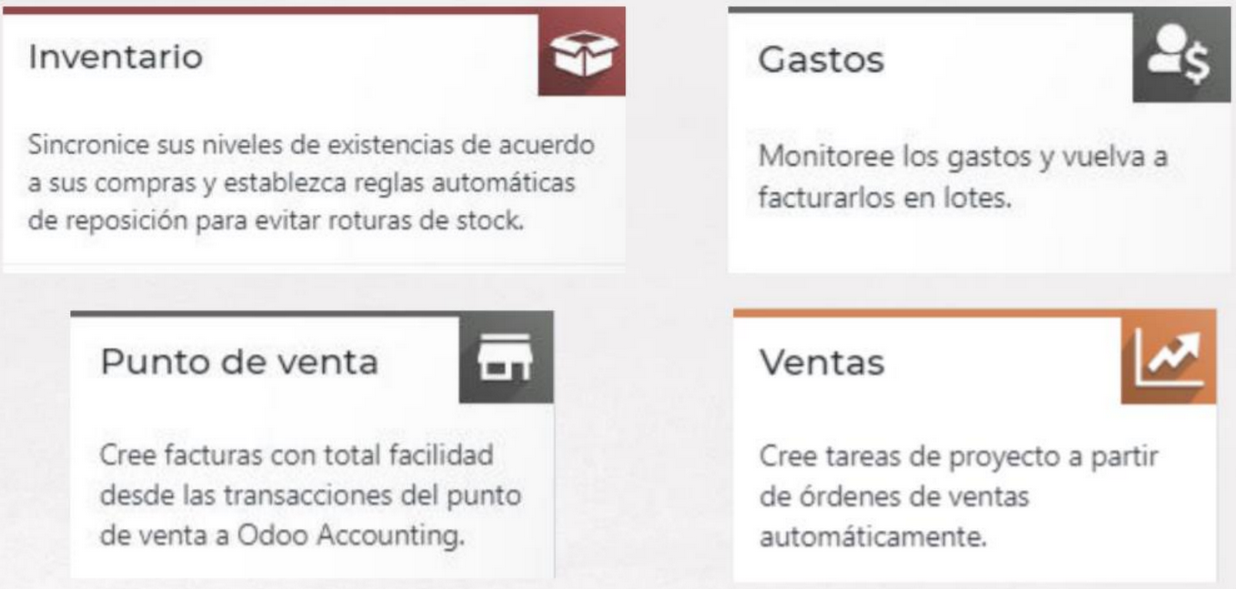 Inventario
Sincronice sus niveles de existencias de acuerdo
a sus compras y establezca reglas automáticas
de reposición para evitar roturas de stock.
Gastos
Monitoree los gastos y vuelva a
facturarlos en lotes.
Punto de venta
Cree facturas con total facilidad
desde las transacciones del punto
de venta a Odoo Accounting.
Ventas
Cree tareas de proyecto a partir
de órdenes de ventas
automáticamente.